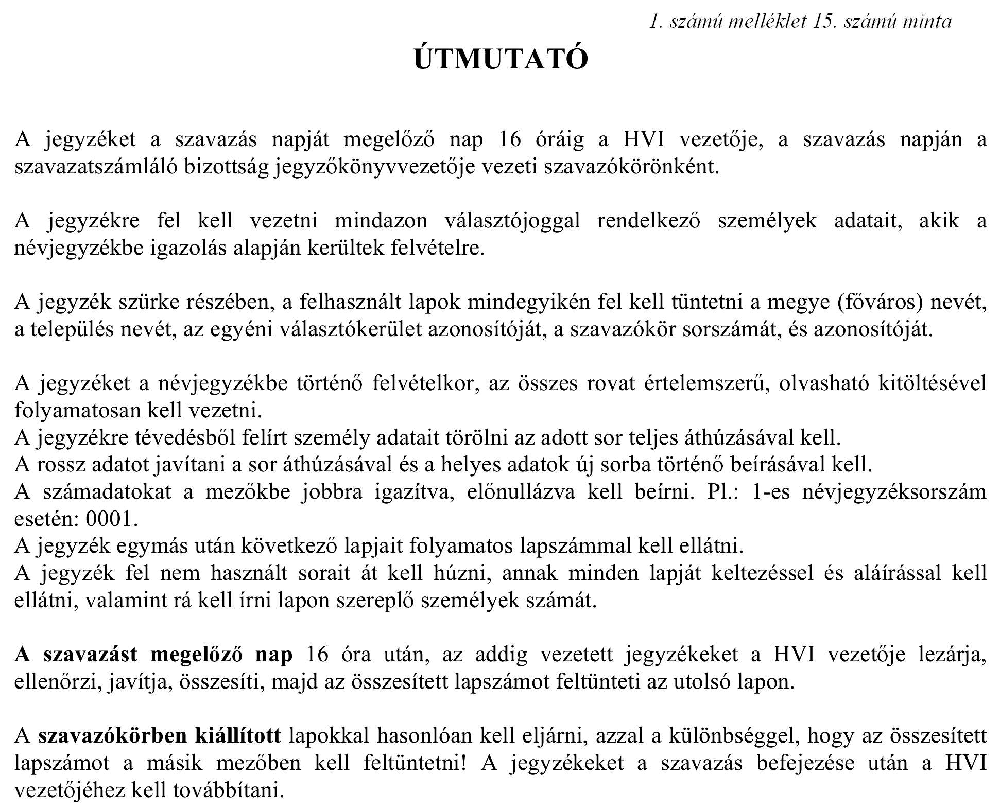 1. számú melléklet 15. számú minta
ÚTMUTATÓ
A jegyzéket a szavazás napját megelőző nap 16 óráig a HVI vezetője, a szavazás napján a
szavazatszámláló bizottság jegyzőkönyvvezetője vezeti szavazókörönként.
A jegyzékre fel kell vezetni mindazon választójoggal rendelkező személyek adatait, akik a
névjegyzékbe igazolás alapján kerültek felvételre.
A jegyzék szürke részében, a felhasznált lapok mindegyikén fel kell tüntetni a megye (főváros) nevét,
a település nevét, az egyéni választókerület azonosítóját, a szavazókör sorszámát, és azonosítóját.
A jegyzéket a névjegyzékbe történő felvételkor, az összes rovat értelemszerű, olvasható kitöltésével
folyamatosan kell vezetni.
A jegyzékre tévedésből felírt személy adatait törölni az adott sor teljes áthúzásával kell.
A rossz adatot javítani a sor áthúzásával és a helyes adatok új sorba történő beírásával kell.
A számadatokat a mezőkbe jobbra igazítva, előnullázva kell beírni. Pl.: 1-es névjegyzéksorszám
esetén: 0001.
A jegyzék egymás után következő lapjait folyamatos lapszámmal kell ellátni.
A jegyzék fel nem használt sorait át kell húzni, annak minden lapját keltezéssel és aláírással kell
ellátni, valamint rá kell írni lapon szereplő személyek számát.
A szavazást megelőző nap 16 óra után, az addig vezetett jegyzékeket a HVI vezetője lezárja,
ellenőrzi, javítja, összesíti, majd az összesített lapszámot feltünteti az utolsó lapon.
A szavazókörben kiállított lapokkal hasonlóan kell eljárni, azzal a különbséggel, hogy az összesített
lapszámot a másik mezőben kell feltüntetni! A jegyzékeket a szavazás befejezése után a HVI
vezetőjéhez kell továbbítani.